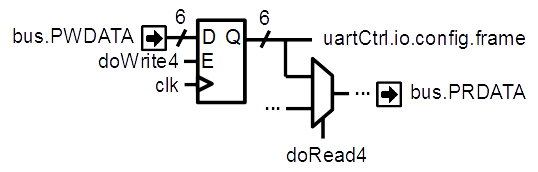 6
6
bus.PWDATA
D Q
uartCtrl.io.config.frame
doWrite4
E
clk
...
bus.PRDATA
...
doRead4